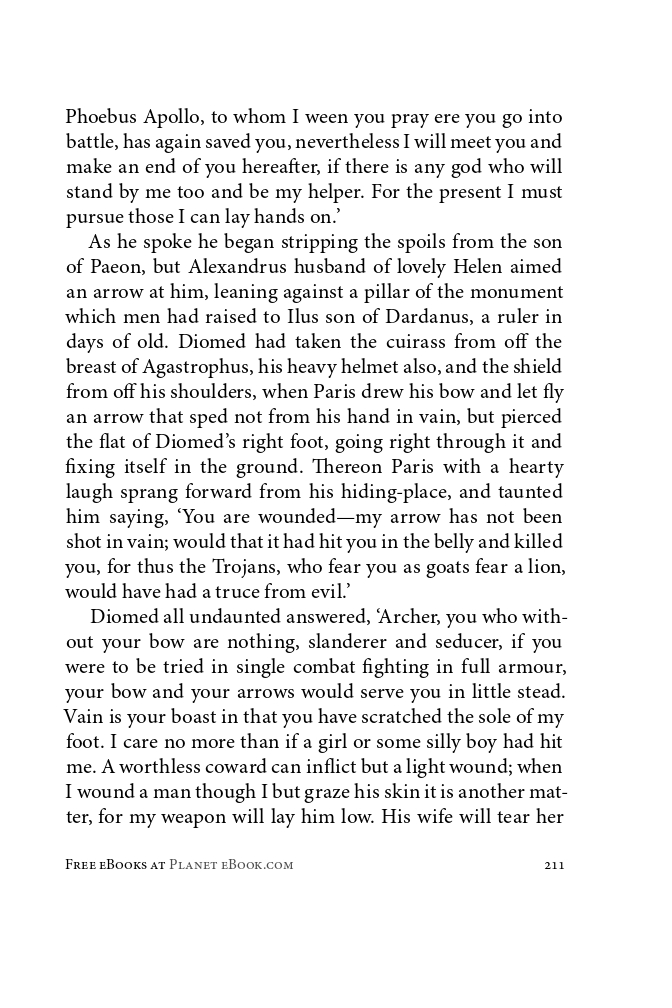 Phoebus Apollo, to whom I ween you pray ere you go into
battle, has again saved you, nevertheless I will meet you and
make an end of you hereafter, if there is any god who will
stand by me too and be my helper. For the present I must
pursue those I can lay hands on.’
As he spoke he began stripping the spoils from the son
of Paeon, but Alexandrus husband of lovely Helen aimed
an arrow at him, leaning against a pillar of the monument
which men had raised to Ilus son of Dardanus, a ruler in
days of old. Diomed had taken the cuirass from off the
breast of Agastrophus, his heavy helmet also, and the shield
from off his shoulders, when Paris drew his bow and let fly
an arrow that sped not from his hand in vain, but pierced
the flat of Diomed’s right foot, going right through it and
fixing itself in the ground. Thereon Paris with a hearty
laugh sprang forward from his hiding-place, and taunted
him saying, ‘You are wounded—my arrow has not been
shot in vain; would that it had hit you in the belly and killed
you, for thus the Trojans, who fear you as goats fear a lion,
would have had a truce from evil.’
Diomed all undaunted answered, ‘Archer, you who with-
out your bow are nothing, slanderer and seducer, if you
were to be tried in single combat fighting in full armour,
your bow and your arrows would serve you in little stead.
Vain is your boast in that you have scratched the sole of my
foot. I care no more than if a girl or some silly boy had hit
me. A worthless coward can inflict but a light wound; when
I wound a man though I but graze his skin it is another mat-
ter, for my weapon will lay him low. His wife will tear her
Free eBooks at Planet eBook.com 211